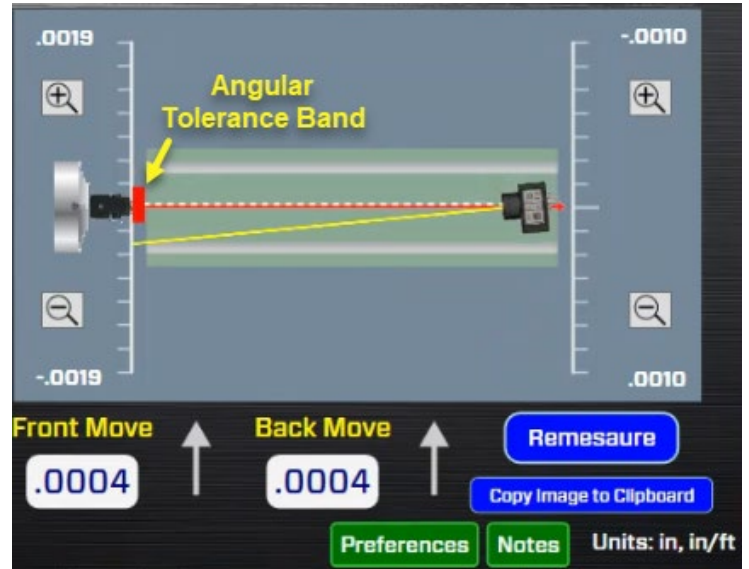 .0019
-.0010
Angular
Tolerance Band
-.0019
.0010
Front Move
Back Move
Remesaure
.0004
.0004
Copy Image to Clipboard
Preferences
Notes
Units: in, in/ft